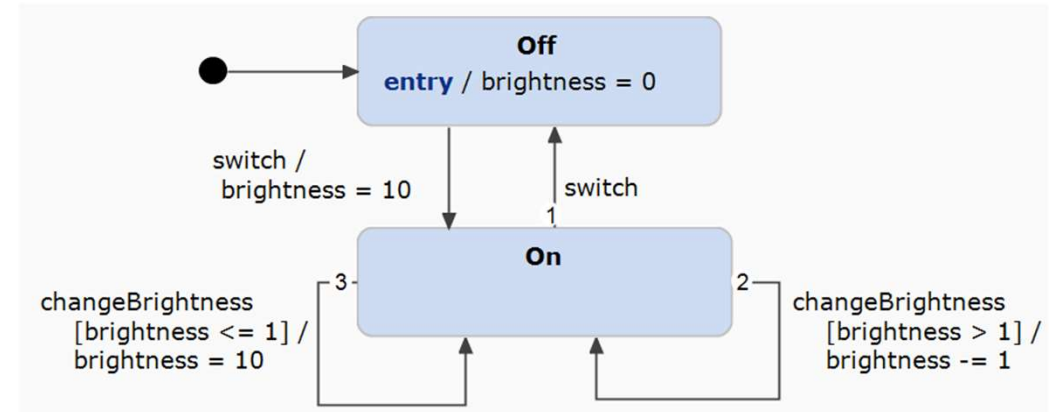 Off
entry / brightness = 0
switch /
brightness = 10
switch
1
On
3
2
changeBrightness
[brightness <= 1] /
brightness = 10
changeBrightness
[brightness > 1] /
brightness -= 1